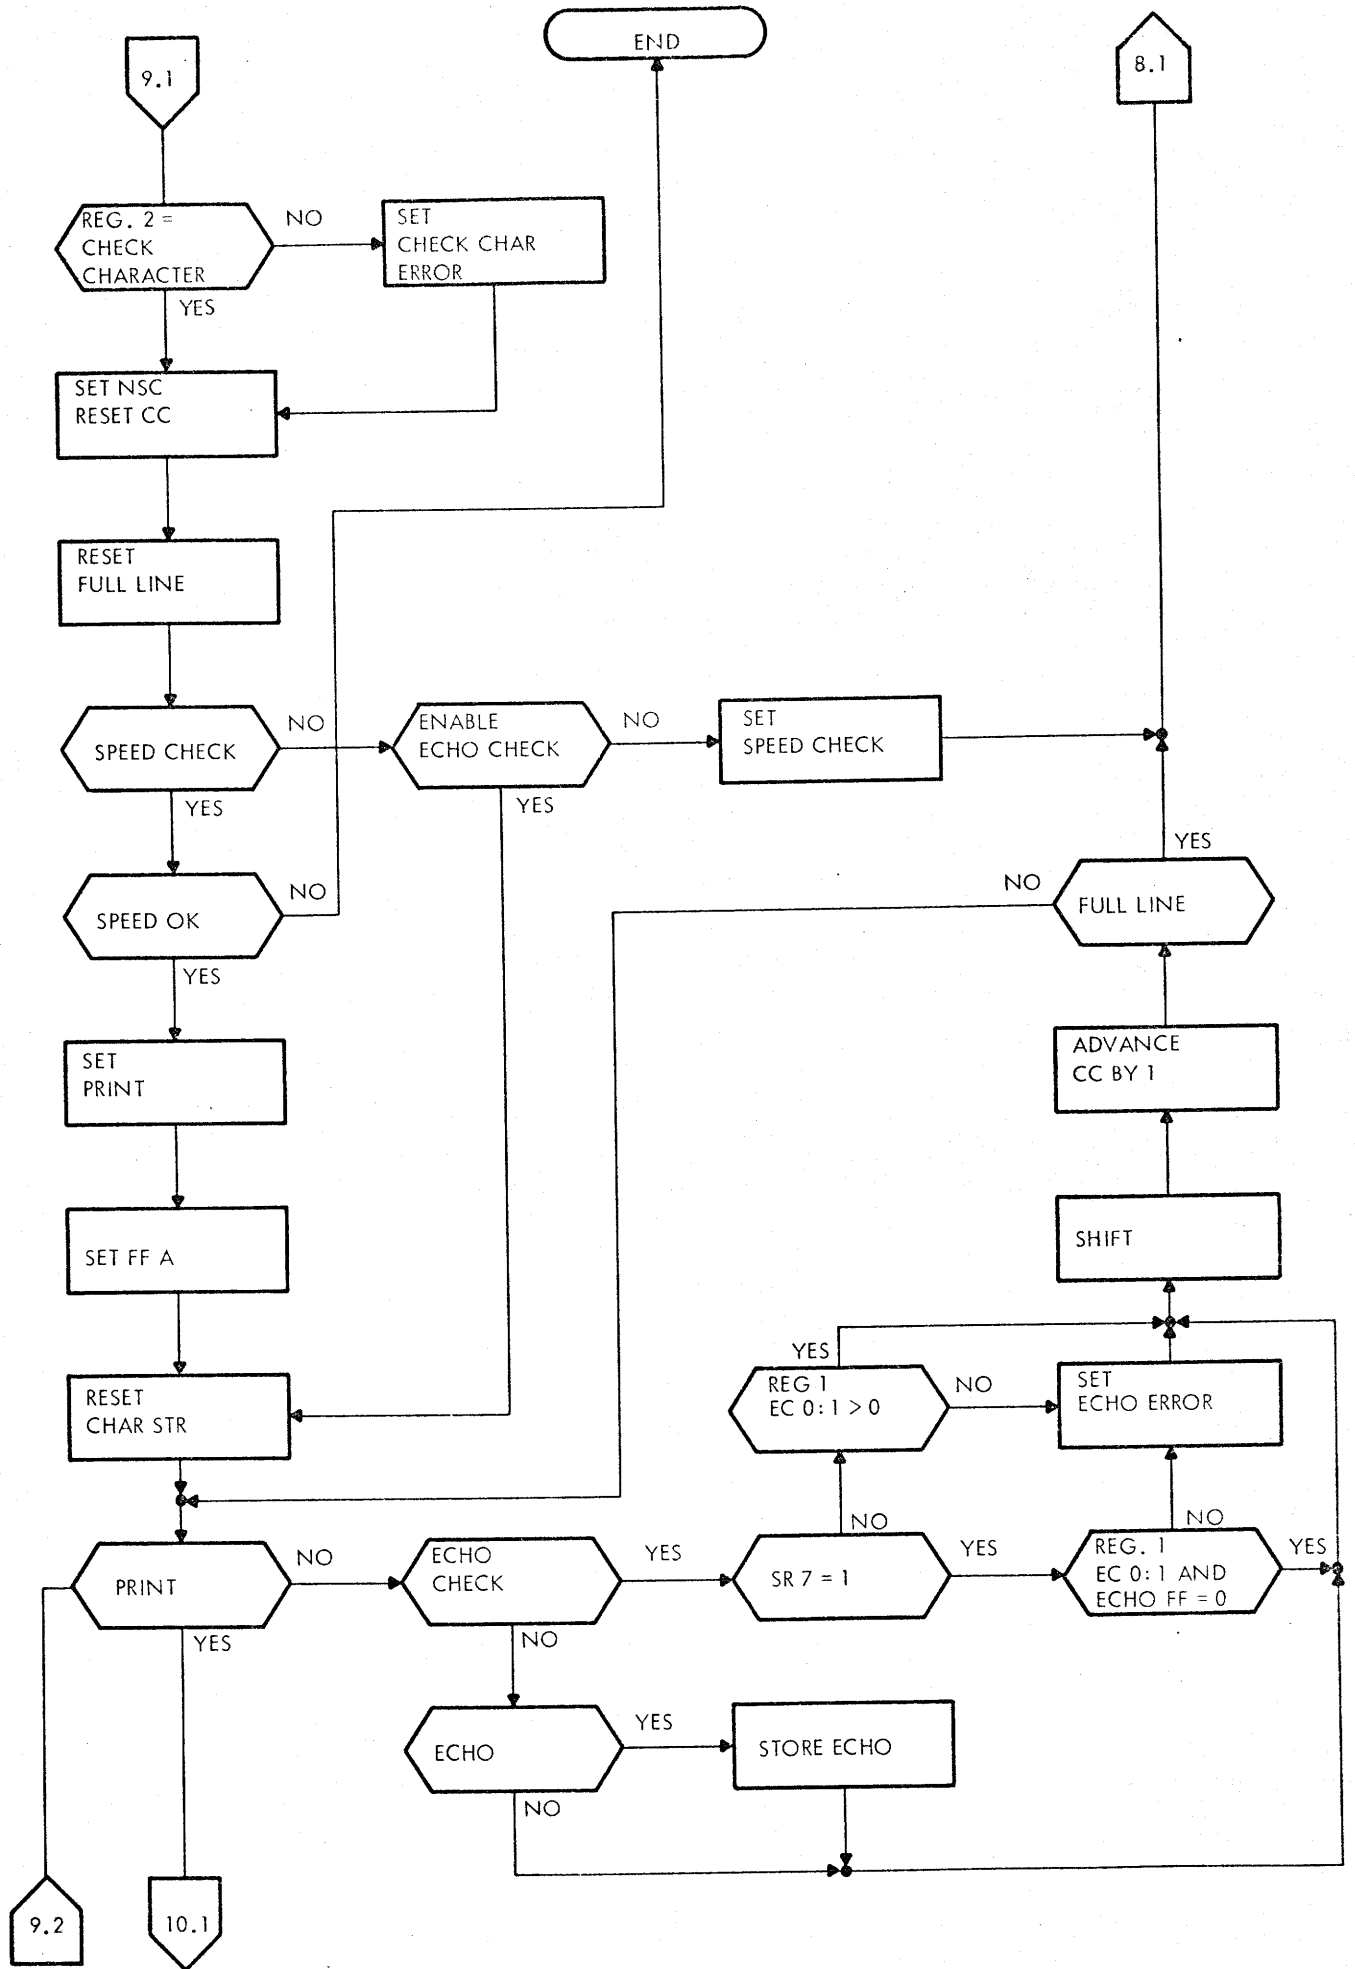 END
9.1
8.1
REG. 2 =
CHECK
CHARACTER
NO
SET
CHECK CHAR
ERROR
YES
SET NSC
RESET CC
RESET
FULL LINE
SPEED CHECK
NO
ENABLE
ECHO CHECK
NO
SET
SPEED CHECK
YES
YES
YES
SPEED OK
NO
NO
FULL LINE
YES
SET
PRINT
ADVANCE
CC BY 1
SET FF A
SHIFT
YES
REG 1
EC 0:1 > 0
NO
SET
ECHO ERROR
RESET
CHAR STR
NO
NO
PRINT
NO
ECHO
CHECK
YES
SR 7 = 1
YES
REG. 1
EC 0:1 AND
ECHO FF = 0
YES
YES
NO
ECHO
YES
STORE ECHO
NO
9.2
10.1